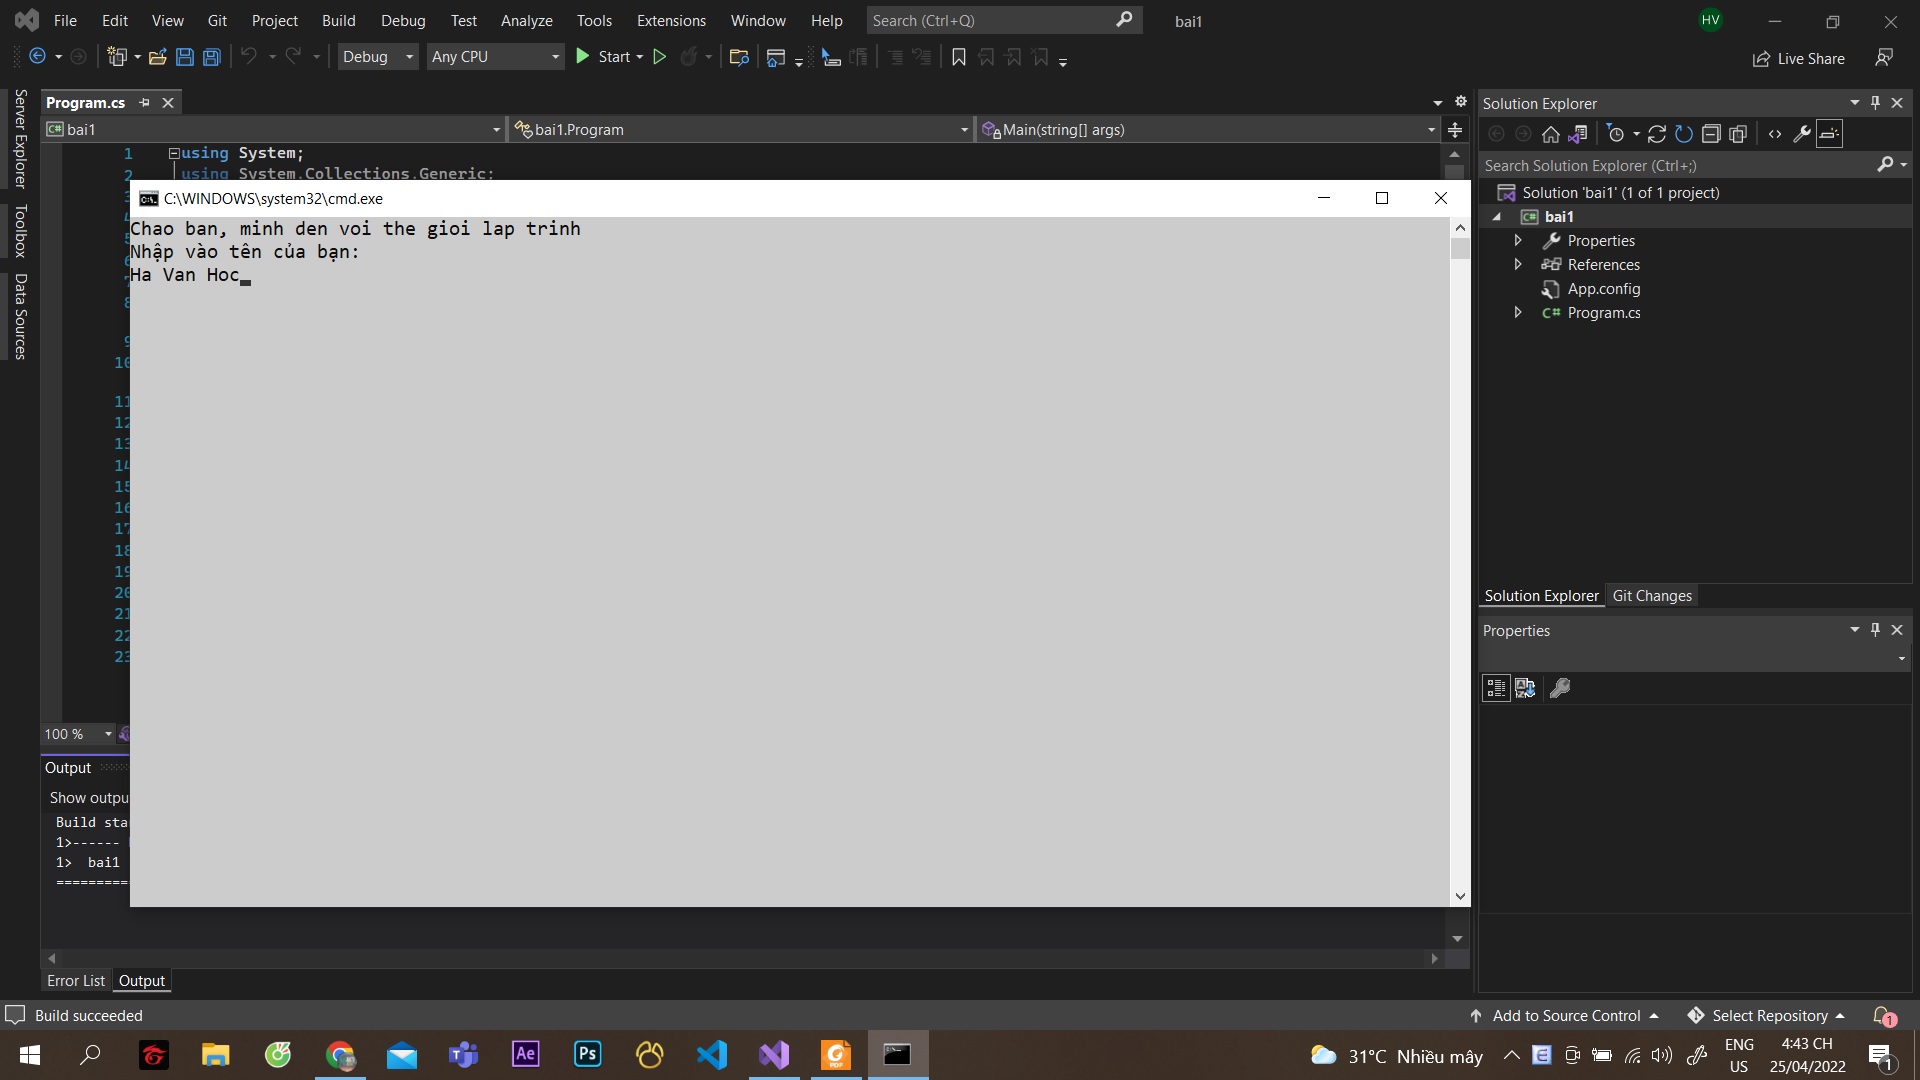 File Edit View Git Project Build Debug Test Analyze Tools Extensions Window Help Search (Ctrl+Q) bai1 HV
Debug Any CPU Start Live Share
Server Explorer
Toolbox
Data Sources
Program.cs
bai1 bai1.Program Main(string[] args)
1 using System;
2 using System.Collections.Generic;
C:\WINDOWS\system32\cmd.exe
Chao ban, minh den voi the gioi lap trinh
Nhập vào tên của bạn:
Ha Van Hoc
10
11
12
13
14
15
16
17
18
19
20
21
22
23
100 %
Output
Show outpu
Build sta
1>------
1> bai1
=========
Error List Output
Solution Explorer
Search Solution Explorer (Ctrl+;)
Solution 'bai1' (1 of 1 project)
bai1
Properties
References
App.config
Program.cs
Solution Explorer Git Changes
Properties
Build succeeded Add to Source Control Select Repository 1
Ae Ps 31°C Nhiều mây ENG US 4:43 CH 25/04/2022 1